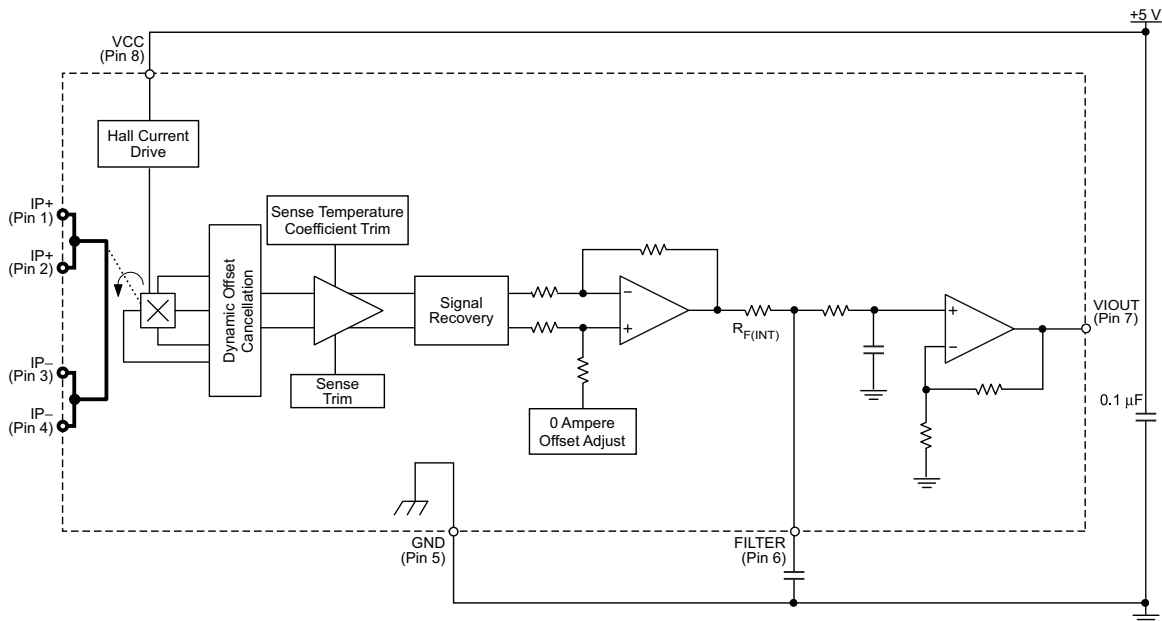 +5 V
VCC
(Pin 8)
Hall Current
Drive
IP+
(Pin 1)
IP+
(Pin 2)
IP−
(Pin 3)
IP−
(Pin 4)
Dynamic Offset
Cancellation
Sense Temperature
Coefficient Trim
Sense
Trim
Signal
Recovery
0 Ampere
Offset Adjust
−
+
RF(INT)
+
−
VIOUT
(Pin 7)
0.1 μF
GND
(Pin 5)
FILTER
(Pin 6)